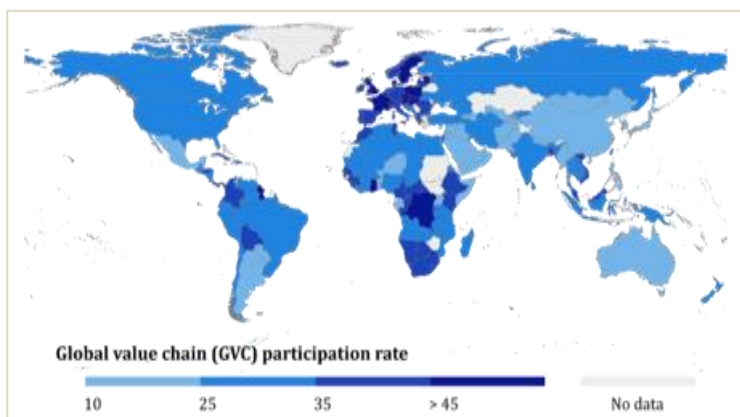 Global value chain (GVC) participation rate
10 25 35 > 45 No data